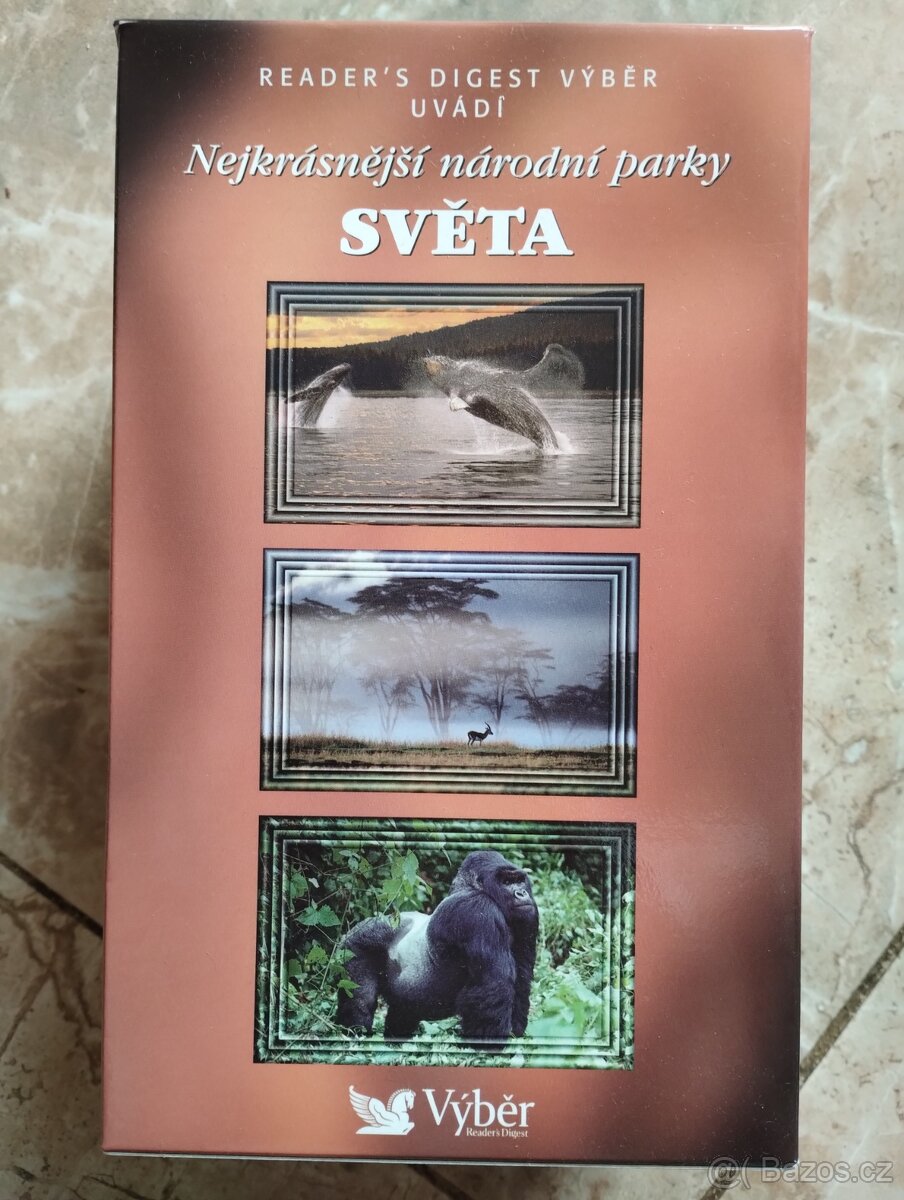 READER'S DIGEST VÝBĚR
UVÁDÍ
Nejkrásnější národní parky
SVĚTA
Výběr
Reader's Digest
@ Bazos.cz